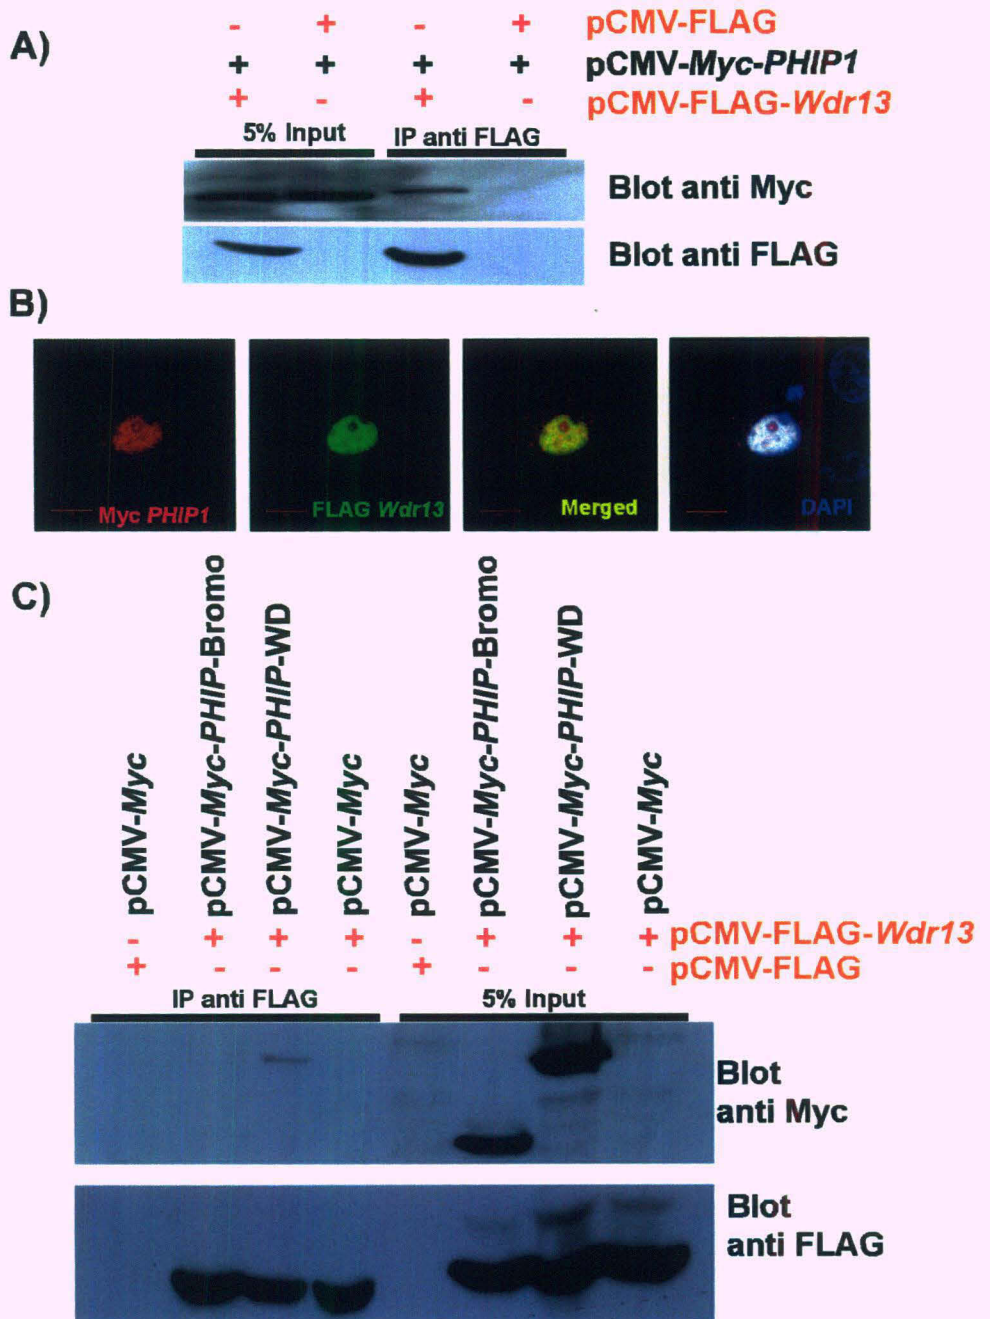 A)
- + - + pCMV-FLAG
+ + + + pCMV-Myc-PHIP1
+ - + - pCMV-FLAG-Wdr13
5% Input IP anti FLAG
Blot anti Myc
Blot anti FLAG
B)
Myc PHIP1 FLAG Wdr13 Merged DAPI
C)
pCMV-Myc
pCMV-Myc-PHIP-Bromo
pCMV-Myc-PHIP-WD
pCMV-Myc
pCMV-Myc
pCMV-Myc-PHIP-Bromo
pCMV-Myc-PHIP-WD
pCMV-Myc
- + + + - + + + pCMV-FLAG-Wdr13
+ - - - + - - - pCMV-FLAG
IP anti FLAG 5% Input
Blot
anti Myc
Blot
anti FLAG